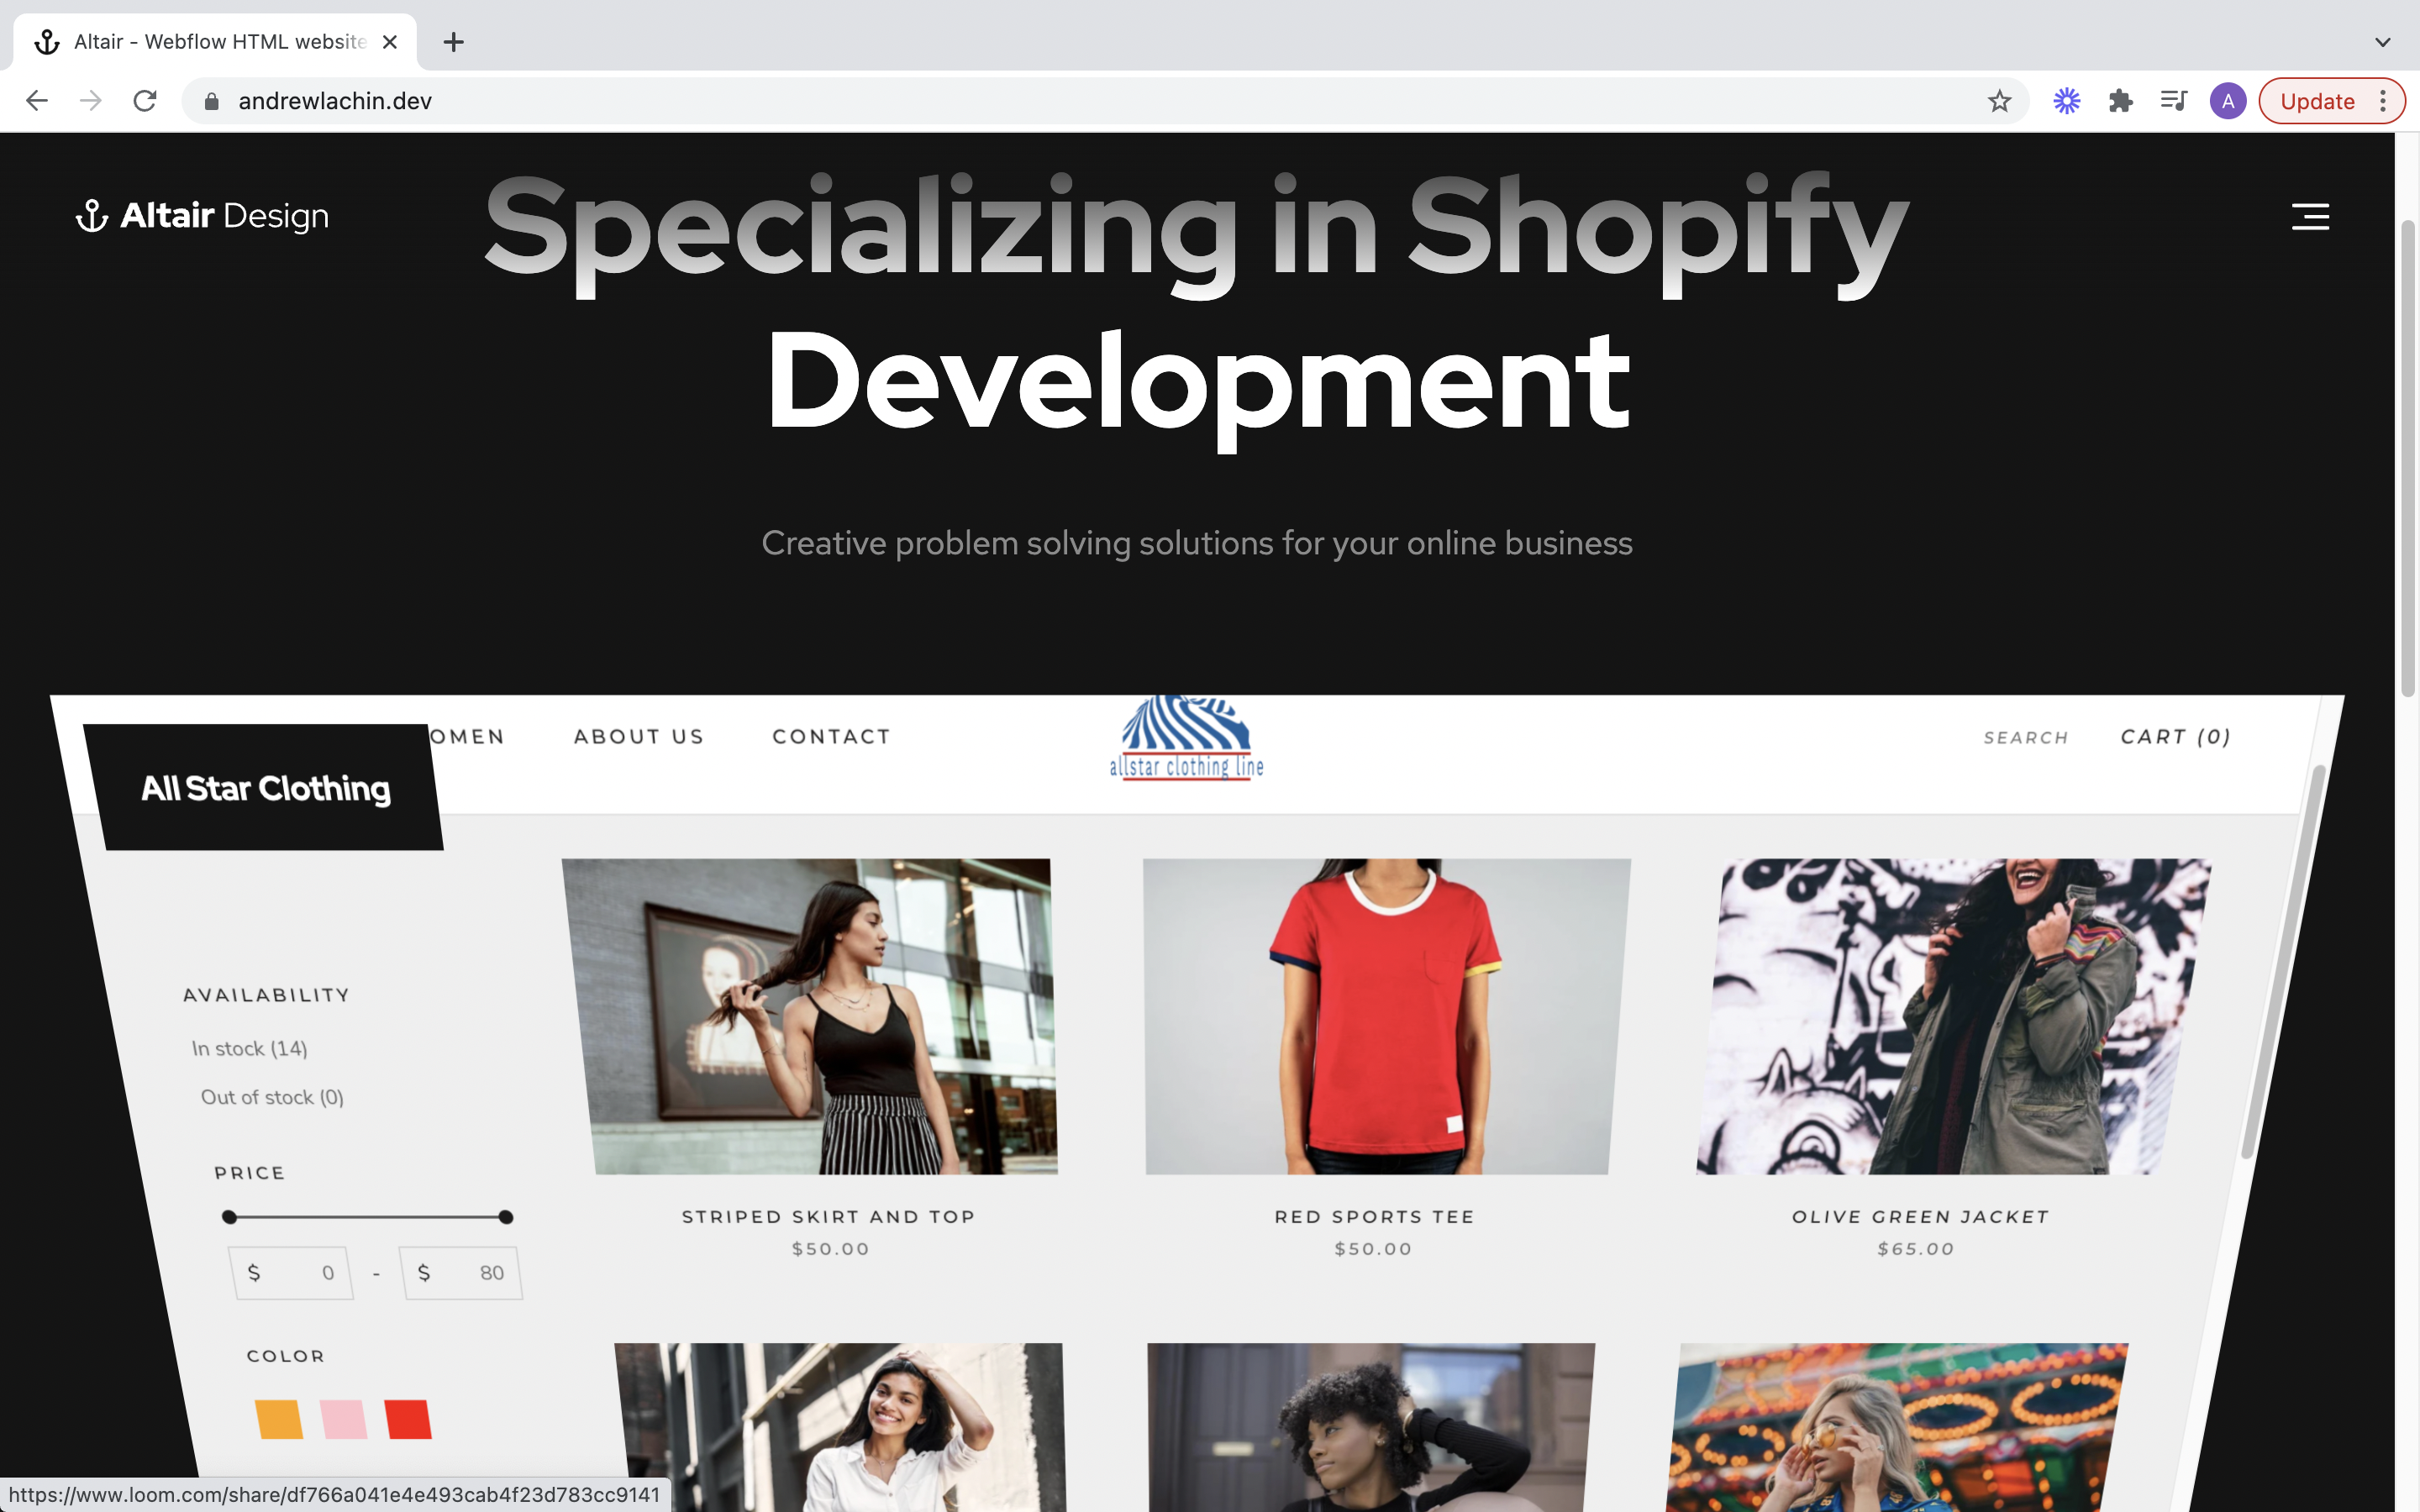 Altair - Webflow HTML website
andrewlachin.dev
A
Update
Altair Design
Specializing in Shopify
Development
Creative problem solving solutions for your online business
OMEN
ABOUT US
CONTACT
allstar clothing line
SEARCH
CART (0)
All Star Clothing
AVAILABILITY
In stock (14)
Out of stock (0)
PRICE
$ 0 - $ 80
COLOR
STRIPED SKIRT AND TOP
$50.00
RED SPORTS TEE
$50.00
OLIVE GREEN JACKET
$65.00
https://www.loom.com/share/df766a041e4e493cab4f23d783cc9141